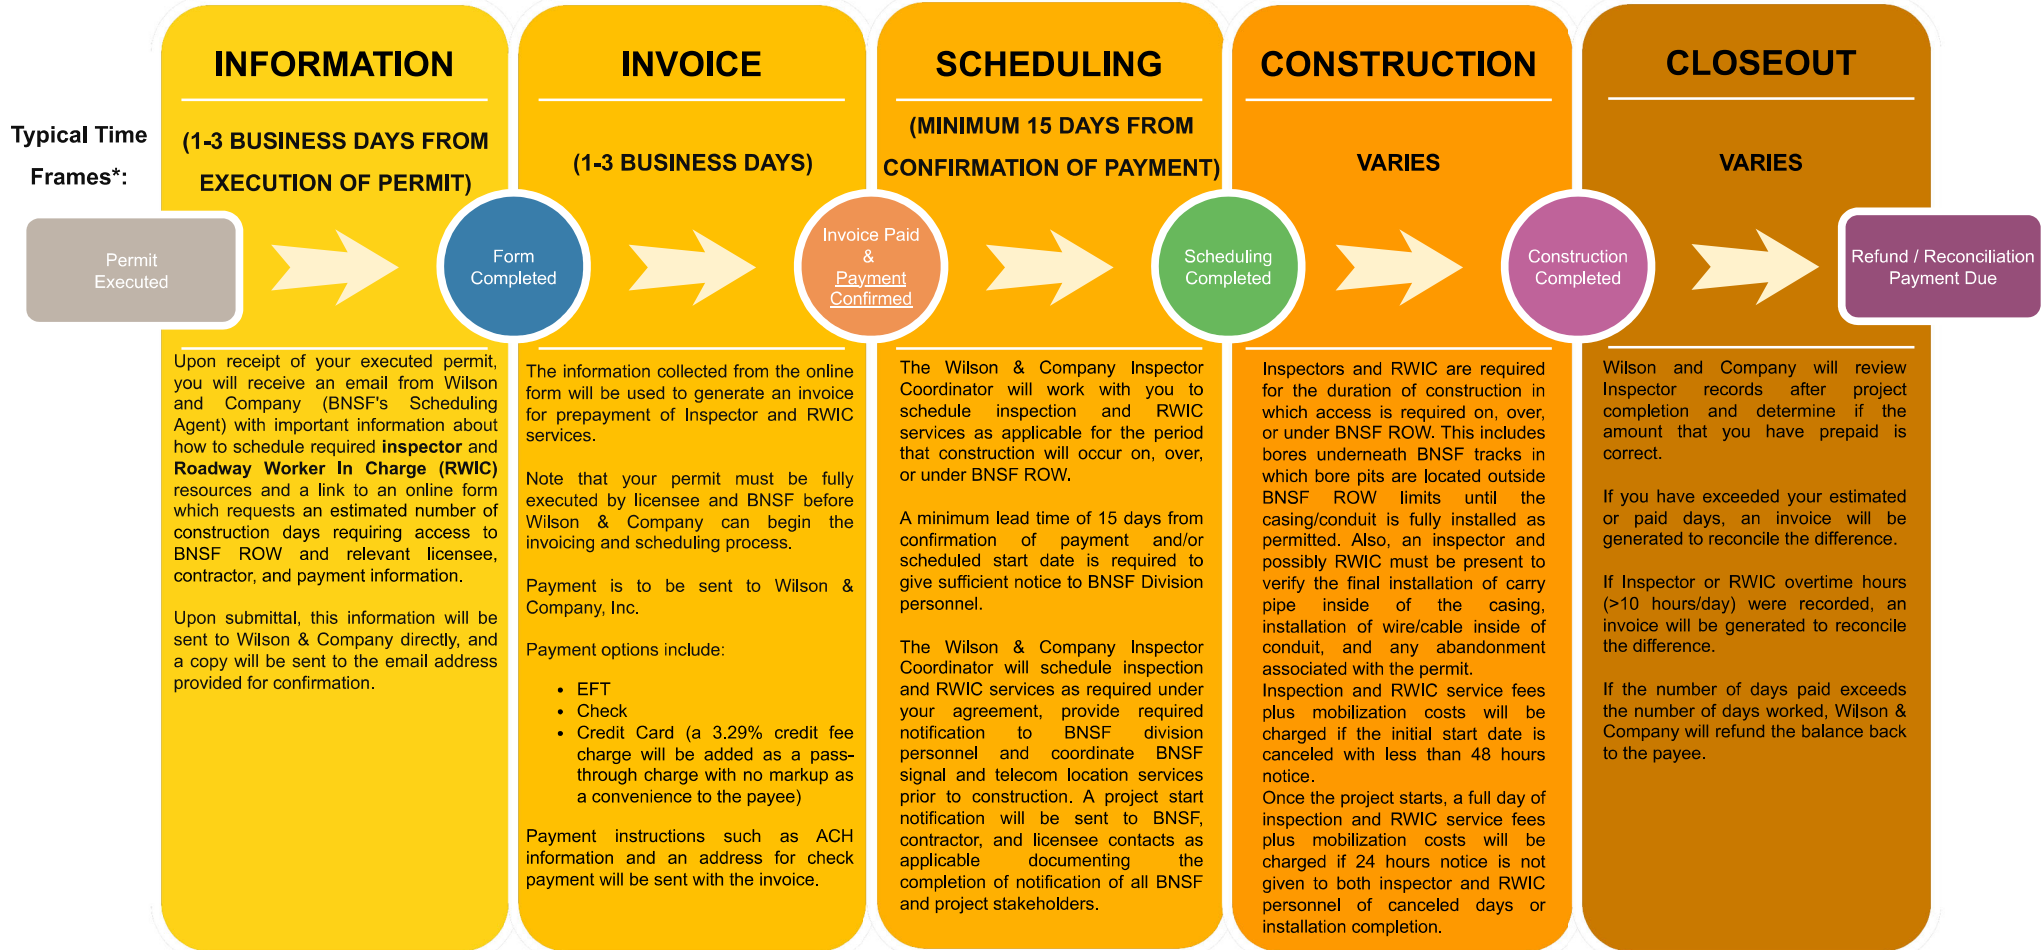 Typical Time
Frames*:
Permit
Executed
INFORMATION
(1-3 BUSINESS DAYS FROM
EXECUTION OF PERMIT)
Form
Completed
Upon receipt of your executed permit,
you will receive an email from Wilson
and Company (BNSF's Scheduling
Agent) with important information about
how to schedule required inspector and
Roadway Worker In Charge (RWIC)
resources and a link to an online form
which requests an estimated number of
construction days requiring access to
BNSF ROW and relevant licensee,
contractor, and payment information.
Upon submittal, this information will be
sent to Wilson & Company directly, and
a copy will be sent to the email address
provided for confirmation.
INVOICE
(1-3 BUSINESS DAYS)
Invoice Paid
&
Payment
Confirmed
The information collected from the online
form will be used to generate an invoice
for prepayment of Inspector and RWIC
services.
Note that your permit must be fully
executed by licensee and BNSF before
Wilson & Company can begin the
invoicing and scheduling process.
Payment is to be sent to Wilson &
Company, Inc.
Payment options include:
• EFT
• Check
• Credit Card (a 3.29% credit fee
charge will be added as a pass-
through charge with no markup as
a convenience to the payee)
Payment instructions such as ACH
information and an address for check
payment will be sent with the invoice.
SCHEDULING
(MINIMUM 15 DAYS FROM
CONFIRMATION OF PAYMENT)
Scheduling
Completed
The Wilson & Company Inspector
Coordinator will work with you to
schedule inspection and RWIC
services as applicable for the period
that construction will occur on, over,
or under BNSF ROW.
A minimum lead time of 15 days from
confirmation of payment and/or
scheduled start date is required to
give sufficient notice to BNSF Division
personnel.
The Wilson & Company Inspector
Coordinator will schedule inspection
and RWIC services as required under
your agreement, provide required
notification to BNSF division
personnel and coordinate BNSF
signal and telecom location services
prior to construction. A project start
notification will be sent to BNSF,
contractor, and licensee contacts as
applicable documenting the
completion of notification of all BNSF
and project stakeholders.
CONSTRUCTION
VARIES
Construction
Completed
Inspectors and RWIC are required
for the duration of construction in
which access is required on, over,
or under BNSF ROW. This includes
bores underneath BNSF tracks in
which bore pits are located outside
BNSF ROW limits until the
casing/conduit is fully installed as
permitted. Also, an inspector and
possibly RWIC must be present to
verify the final installation of carry
pipe inside of the casing,
installation of wire/cable inside of
conduit, and any abandonment
associated with the permit.
Inspection and RWIC service fees
plus mobilization costs will be
charged if the initial start date is
canceled with less than 48 hours
notice.
Once the project starts, a full day of
inspection and RWIC service fees
plus mobilization costs will be
charged if 24 hours notice is not
given to both inspector and RWIC
personnel of canceled days or
installation completion.
CLOSEOUT
VARIES
Refund / Reconciliation
Payment Due
Wilson and Company will review
Inspector records after project
completion and determine if the
amount that you have prepaid is
correct.
If you have exceeded your estimated
or paid days, an invoice will be
generated to reconcile the difference.
If Inspector or RWIC overtime hours
(>10 hours/day) were recorded, an
invoice will be generated to reconcile
the difference.
If the number of days paid exceeds
the number of days worked, Wilson &
Company will refund the balance back
to the payee.